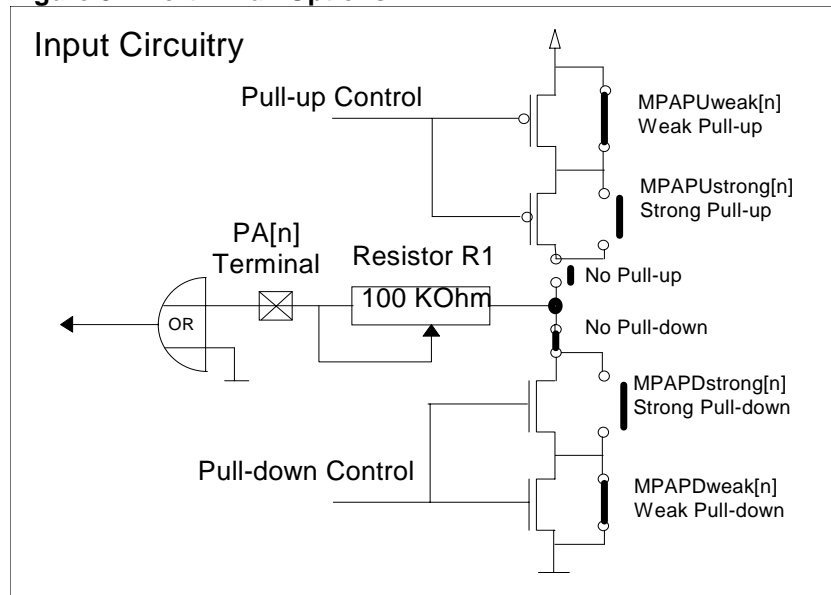 Input Circuitry
Pull-up Control
MPAPUweak[n]
Weak Pull-up
MPAPUstrong[n]
Strong Pull-up
PA[n]
Terminal
Resistor R1
100 KOhm
No Pull-up
OR
No Pull-down
MPAPDstrong[n]
Strong Pull-down
Pull-down Control
MPAPDweak[n]
Weak Pull-down